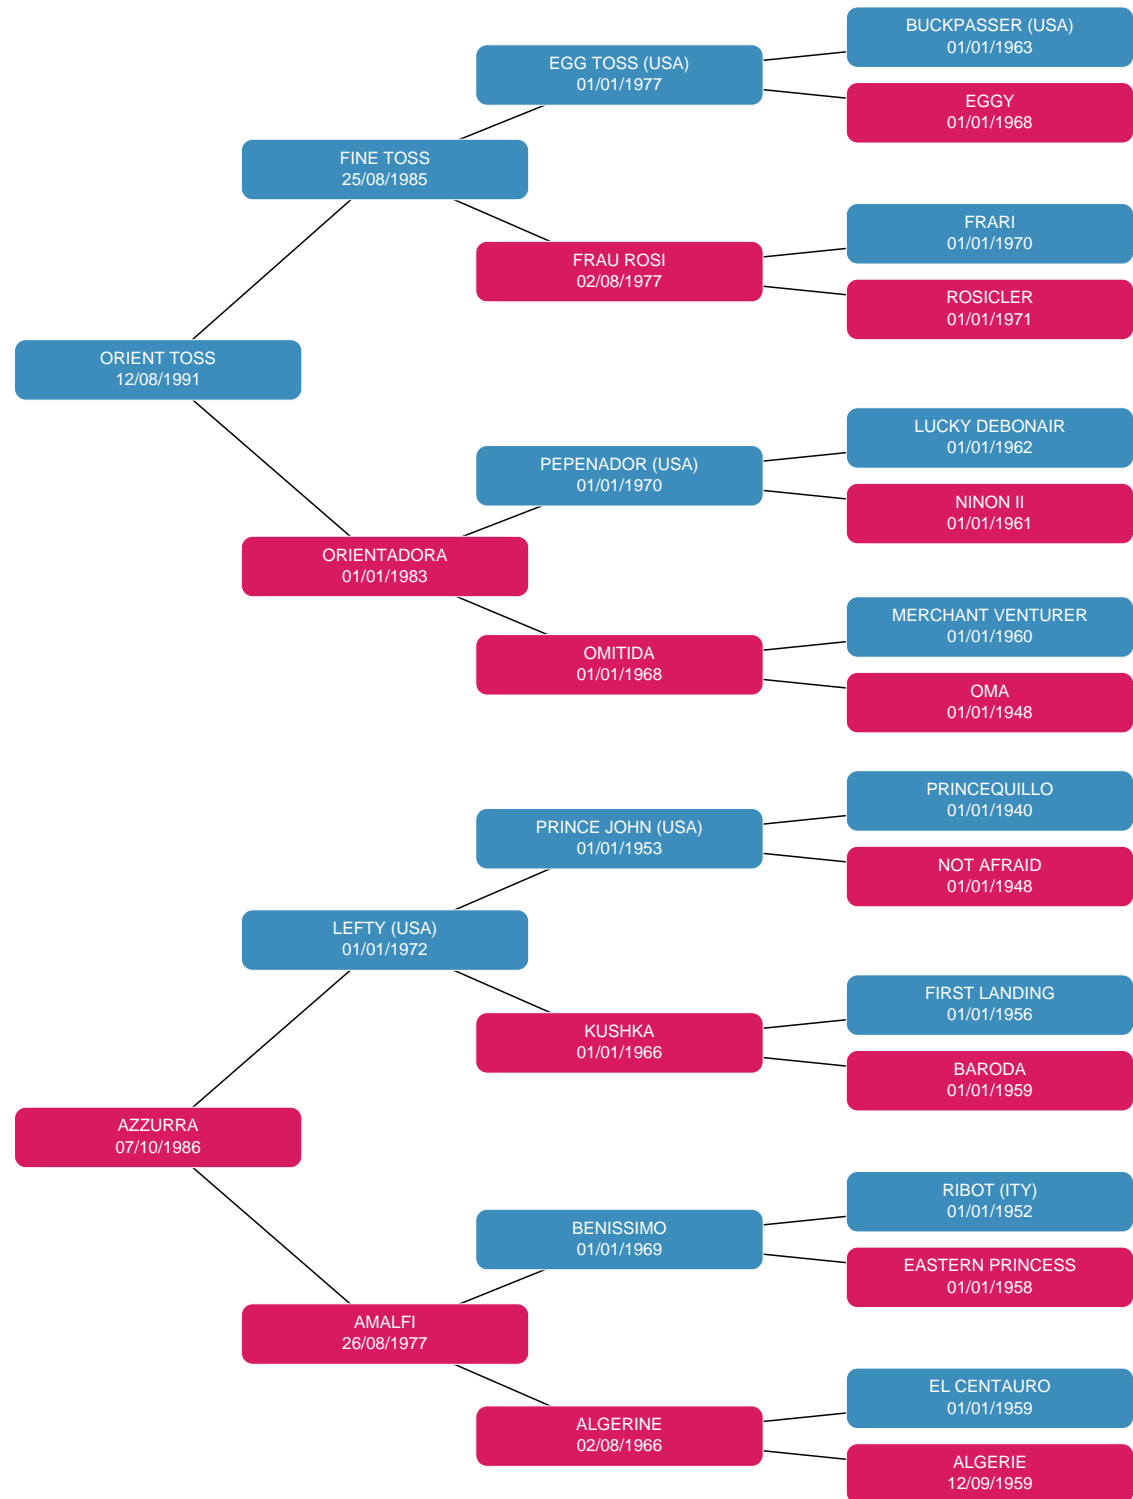 BUCKPASSER (USA)
01/01/1963
EGG TOSS (USA)
01/01/1977
EGGY
01/01/1968
FINE TOSS
25/08/1985
FRARI
01/01/1970
FRAU ROSI
02/08/1977
ROSICLER
01/01/1971
ORIENT TOSS
12/08/1991
LUCKY DEBONAIR
01/01/1962
PEPENADOR (USA)
01/01/1970
NINON II
01/01/1961
ORIENTADORA
01/01/1983
MERCHANT VENTURER
01/01/1960
OMITIDA
01/01/1968
OMA
01/01/1948
PRINCEQUILLO
01/01/1940
PRINCE JOHN (USA)
01/01/1953
NOT AFRAID
01/01/1948
LEFTY (USA)
01/01/1972
FIRST LANDING
01/01/1956
KUSHKA
01/01/1966
BARODA
01/01/1959
AZZURRA
07/10/1986
RIBOT (ITY)
01/01/1952
BENISSIMO
01/01/1969
EASTERN PRINCESS
01/01/1958
AMALFI
26/08/1977
EL CENTAURO
01/01/1959
ALGERINE
02/08/1966
ALGERIE
12/09/1959